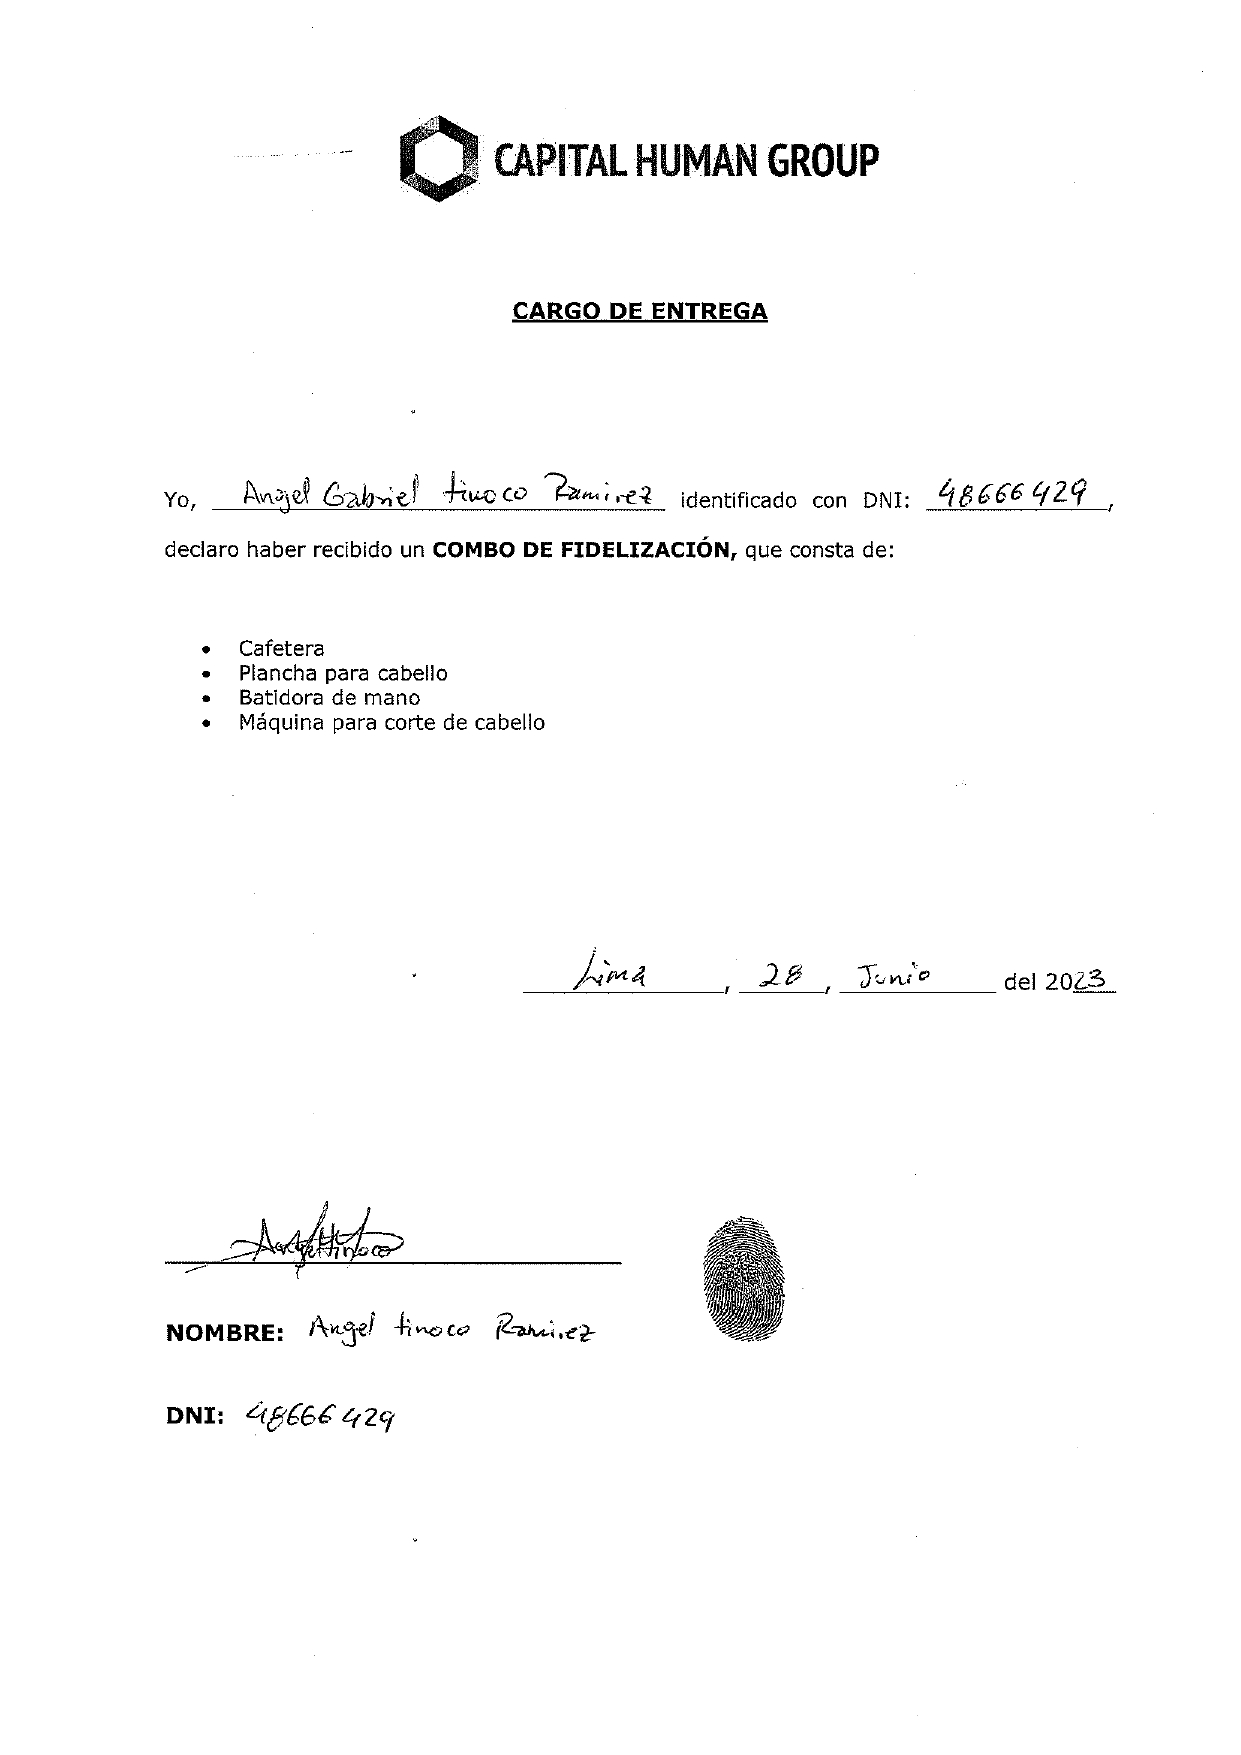 CAPITAL HUMAN GROUP
CARGO DE ENTREGA
Yo, Angel Gabriel tinoco Ramirez identificado con DNI: 48666429,
declaro haber recibido un COMBO DE FIDELIZACIÓN, que consta de:
• Cafetera
• Plancha para cabello
• Batidora de mano
• Máquina para corte de cabello
Lima, 28, Junio del 2023
NOMBRE: Angel tinoco Ramirez
DNI: 48666429